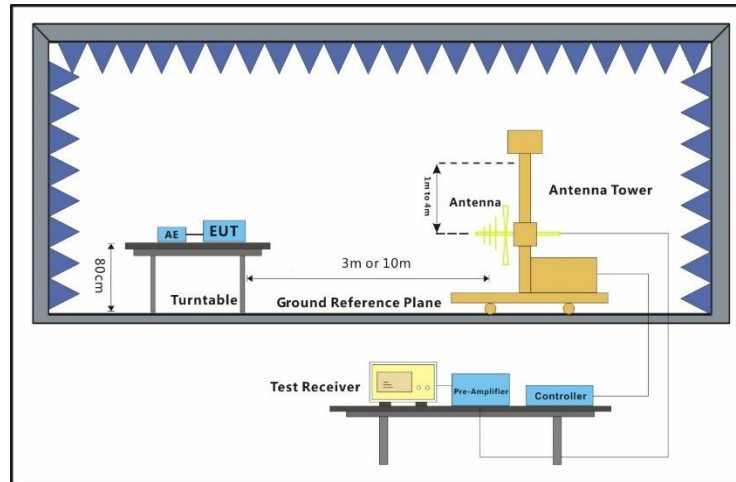 1m to 4m
Antenna
Antenna Tower
AE
EUT
80cm
Turntable
3m or 10m
Ground Reference Plane
Test Receiver
Pre-Amplifier
Controller